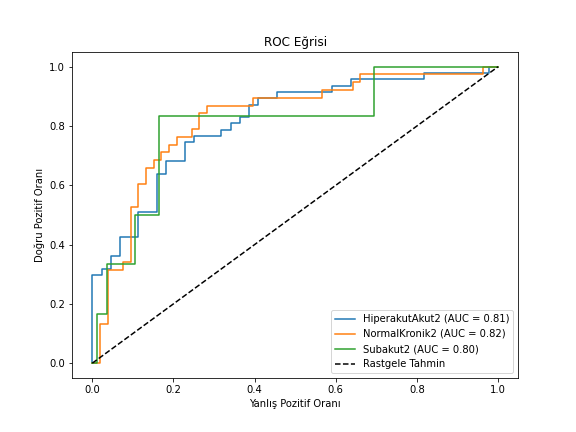 ROC Eğrisi
1.0
0.8
0.6
0.4
0.2
0.0
Doğru Pozitif Oranı
HiperakutAkut2 (AUC = 0.81)
NormalKronik2 (AUC = 0.82)
Subakut2 (AUC = 0.80)
Rastgele Tahmin
0.0 0.2 0.4 0.6 0.8 1.0
Yanlış Pozitif Oranı